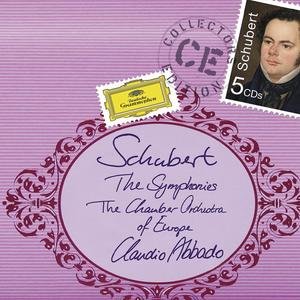 COLLECTORS EDITION
CE
Schubert
5
CDs
Deutsche
Grammophon
Schubert
The Symphonies
The Chamber Orchestra
of Europe
Claudio Abbado